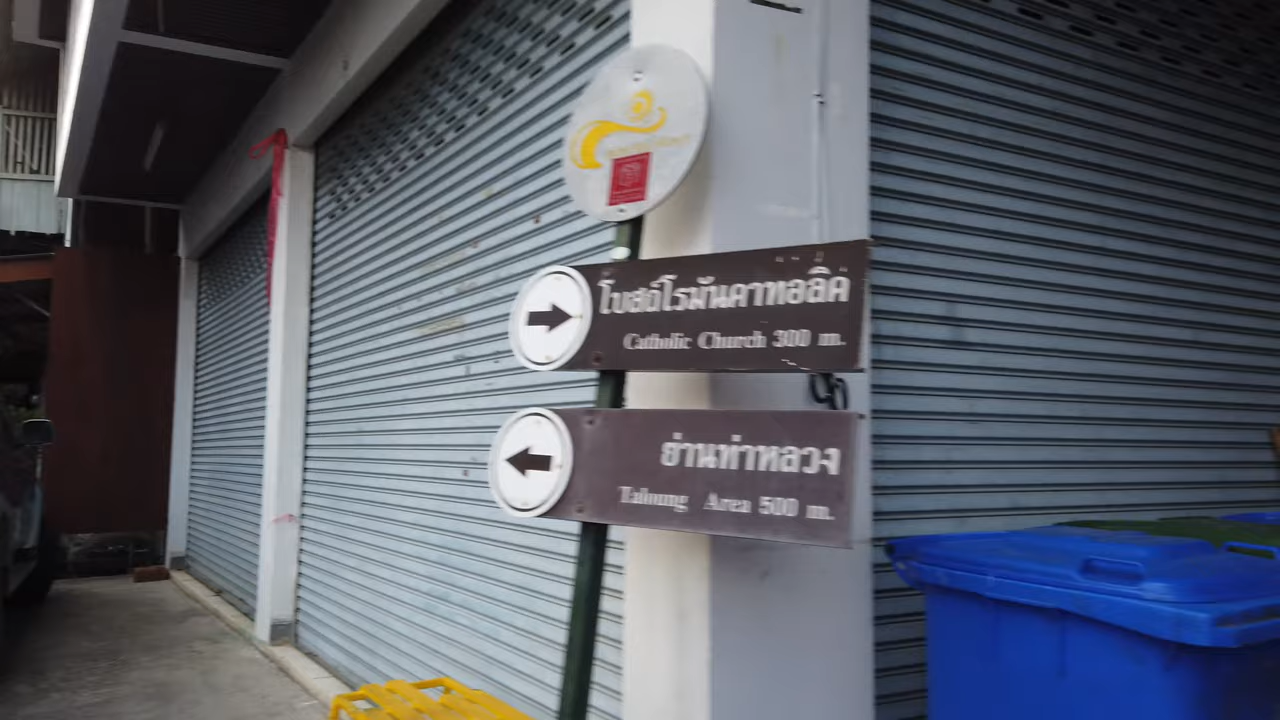 โบสถ์โรมันคาทอลิค
Catholic Church 300 m.
ย่านท่าหลวง
Taloung Area 500 m.